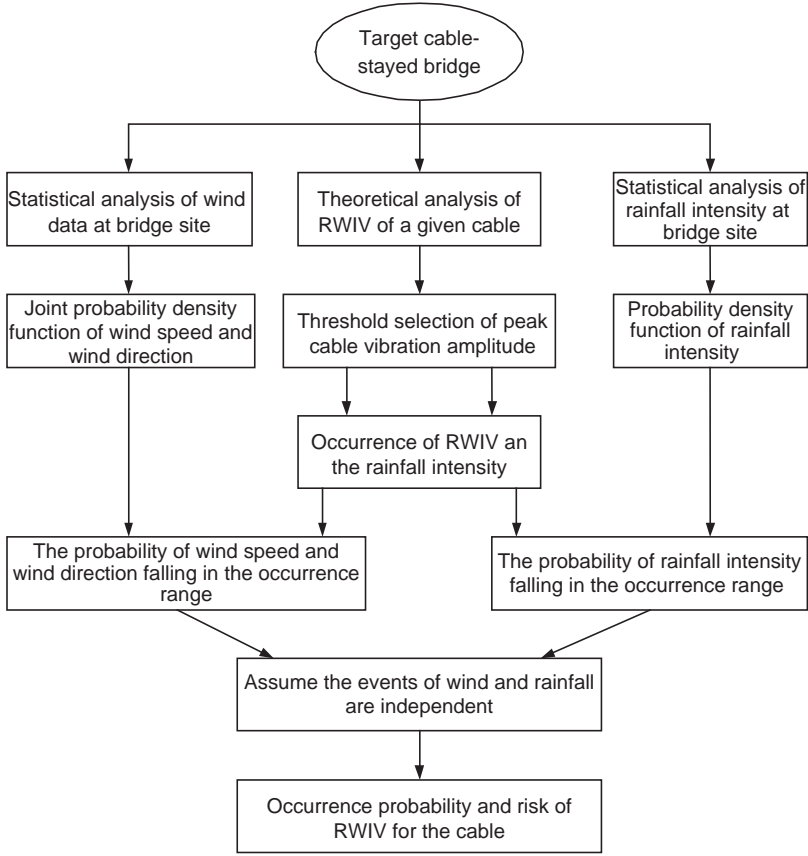 Target cable-
stayed bridge
Statistical analysis of wind
data at bridge site
Theoretical analysis of
RWIV of a given cable
Statistical analysis of
rainfall intensity at
bridge site
Joint probability density
function of wind speed and
wind direction
Threshold selection of peak
cable vibration amplitude
Probability density
function of rainfall
intensity
Occurrence of RWIV an
the rainfall intensity
The probability of wind speed and
wind direction falling in the occurrence
range
The probability of rainfall intensity
falling in the occurrence range
Assume the events of wind and rainfall
are independent
Occurrence probability and risk of
RWIV for the cable